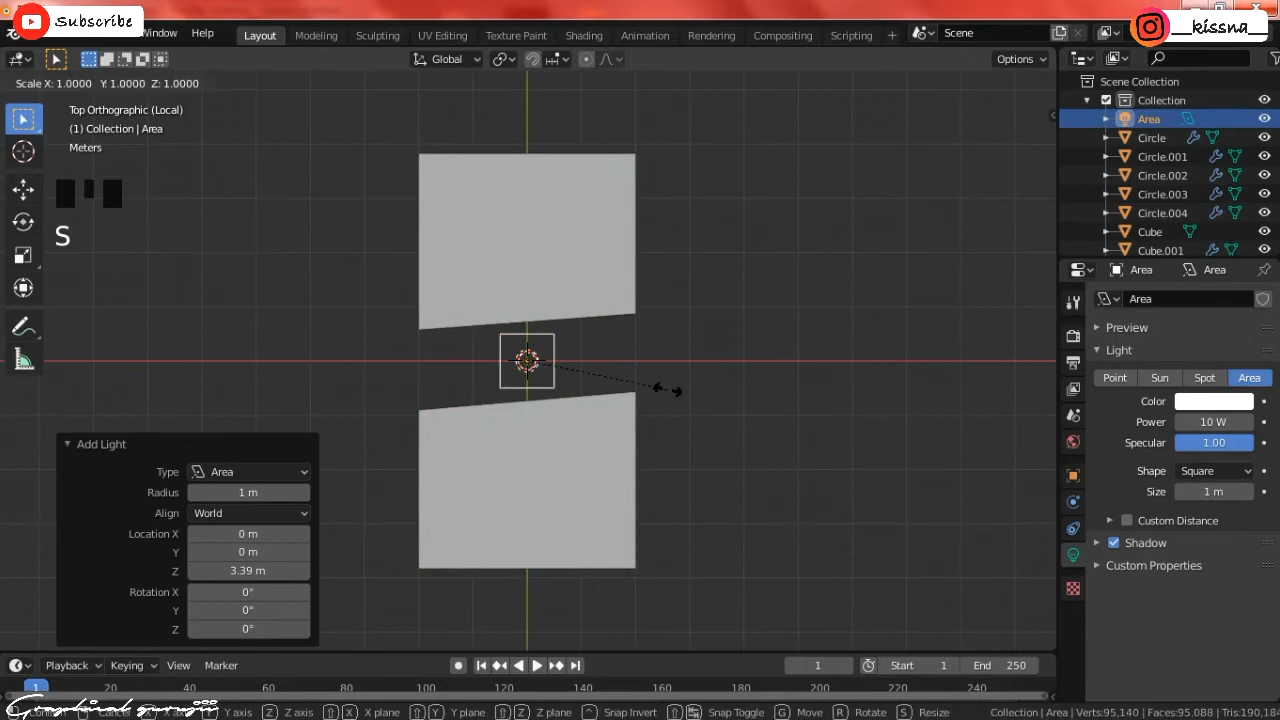 Subscribe
__kissna__
Window Help
Layout Modeling Sculpting UV Editing Texture Paint Shading Animation Rendering Compositing Scripting
Scene
Global
Options
Scale X: 1.0000 Y: 1.0000 Z: 1.0000
Top Orthographic (Local)
(1) Collection | Area
Meters
S
Scene Collection
Collection
Area
Circle
Circle.001
Circle.002
Circle.003
Circle.004
Cube
Cube.001
Area Area
Area
Preview
Light
Point Sun Spot Area
Color
Power 10 W
Specular 1.00
Shape Square
Size 1 m
Custom Distance
Shadow
Custom Properties
Add Light
Type Area
Radius 1 m
Align World
Location X 0 m
Y 0 m
Z 3.39 m
Rotation X 0°
Y 0°
Z 0°
Playback Keying View Marker
1 Start 1 End 250
1 20 40 60 80 100 120 140 160 180 200 220 240
Graphical gurujii
Y axis Z Z axis X plane Y Y plane Z Z plane Snap Invert Snap Toggle G Move R Rotate S Resize
Collection | Area | Verts:95,140 | Faces:95,088 | Tris:190,184